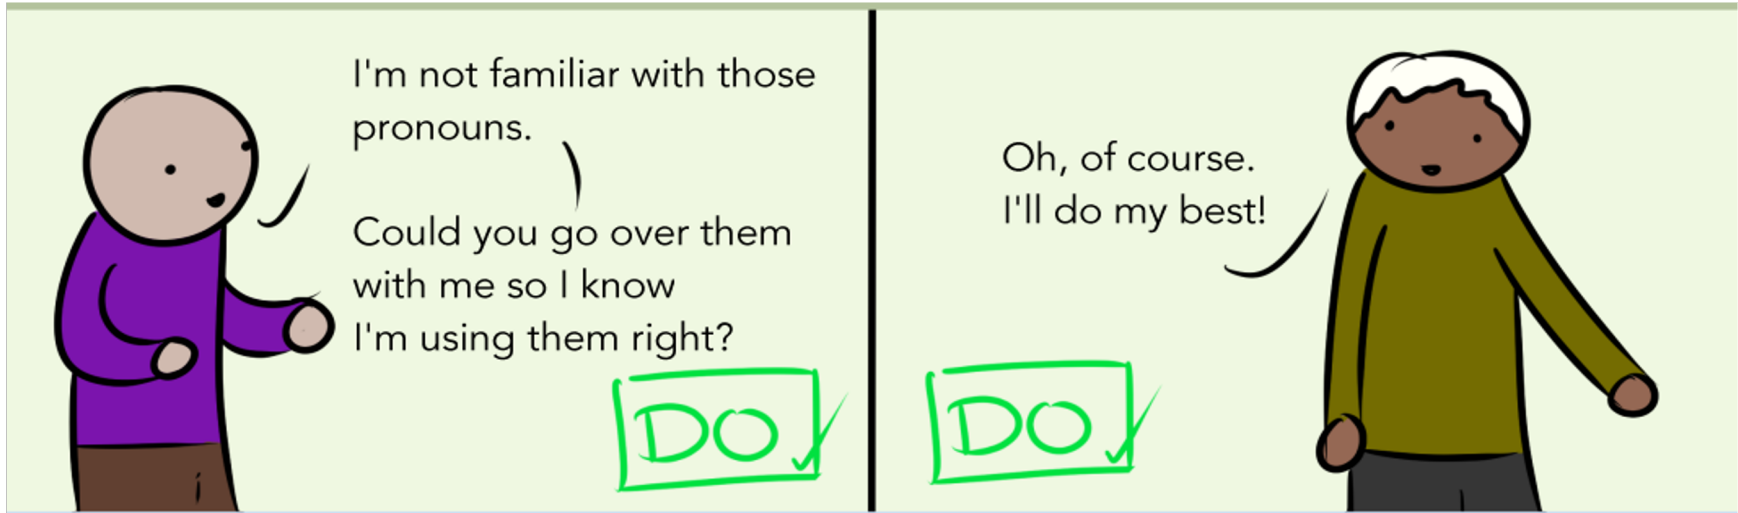 I'm not familiar with those
pronouns.
Could you go over them
with me so I know
I'm using them right?
DO
Oh, of course.
I'll do my best!
DO